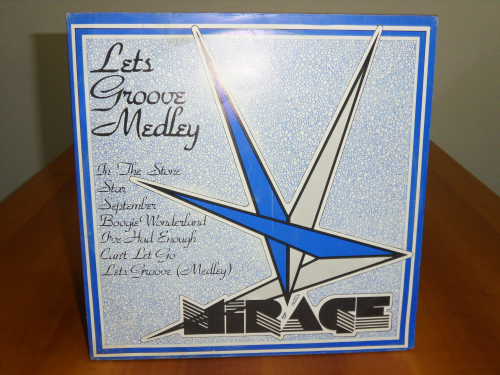 Lets
Groove
Medley
In The Stone
Star
September
Boogie Wonderland
I've Had Enough
Can't Let Go
Lets Groove (Medley)
MIRAGE